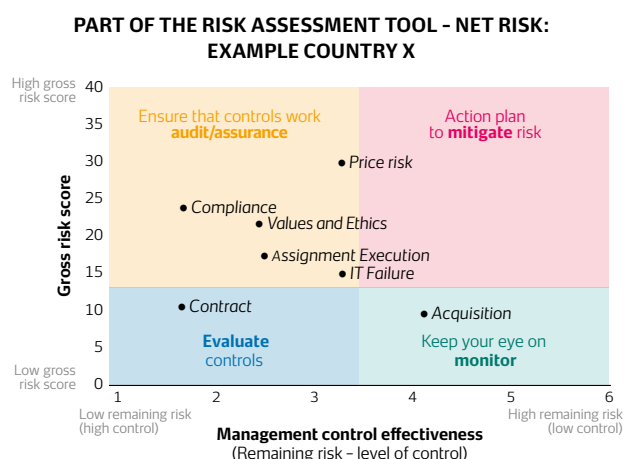 PART OF THE RISK ASSESSMENT TOOL – NET RISK:
EXAMPLE COUNTRY X
High gross
risk score
40
35
30
25
20
15
10
5
0
Gross risk score
Low gross
risk score
Ensure that controls work
audit/assurance
Action plan
to mitigate risk
Price risk
Compliance
Values and Ethics
Assignment Execution
IT Failure
Contract
Acquisition
Evaluate
controls
Keep your eye on
monitor
1 2 3 4 5 6
Low remaining risk
(high control)
High remaining risk
(low control)
Management control effectiveness
(Remaining risk – level of control)